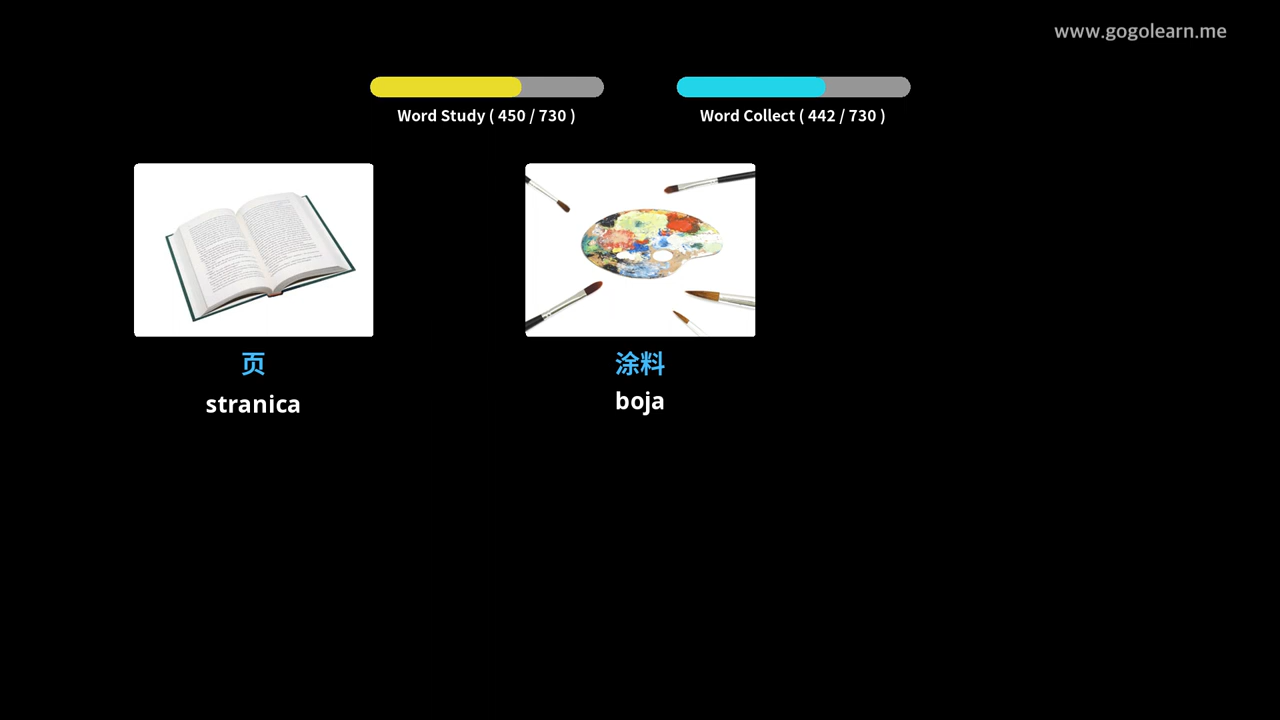 www.gogolearn.me
Word Study ( 450 / 730 )
Word Collect ( 442 / 730 )
页
stranica
涂料
boja